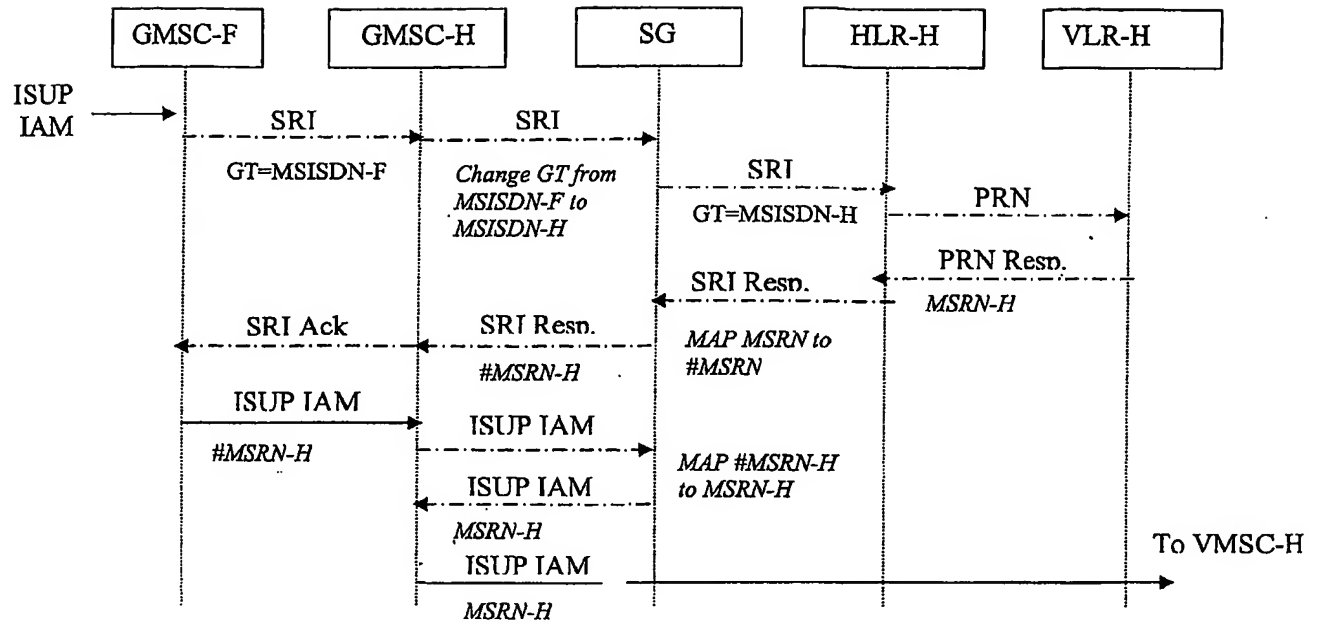 GMSC-F
GMSC-H
SG
HLR-H
VLR-H
ISUP
IAM
SRI
SRI
GT=MSISDN-F
Change GT from
MSISDN-F to
MSISDN-H
SRI
GT=MSISDN-H
PRN
PRN Resp.
MSRN-H
SRI Resp.
MAP MSRN to
#MSRN
SRI Resp.
#MSRN-H
SRI Ack
ISUP IAM
#MSRN-H
ISUP IAM
MAP #MSRN-H
to MSRN-H
ISUP IAM
MSRN-H
ISUP IAM
MSRN-H
To VMSC-H